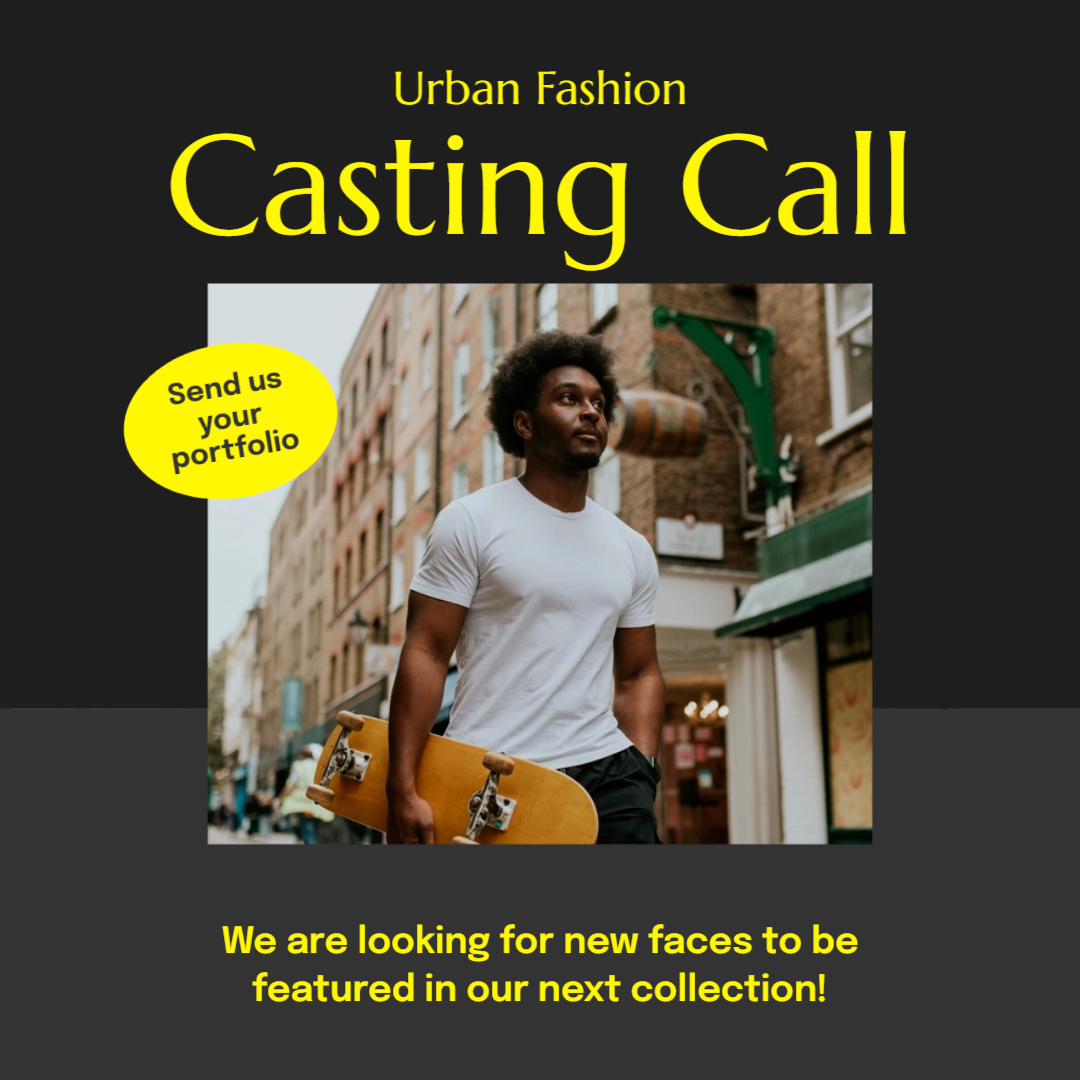 Urban Fashion
Casting Call
Send us
your
portfolio
We are looking for new faces to be
featured in our next collection!